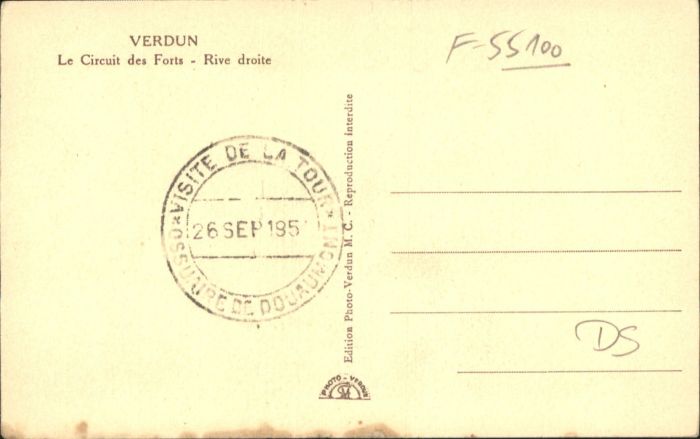 VERDUN
Le Circuit des Forts - Rive droite
F-55100
VISITE DE LA TOUR
26 SEP 195
OSSUAIRE DE DOUAUMONT
Edition Photo-Verdun M. C. - Reproduction interdite
DS
PHOTO - VERDUN